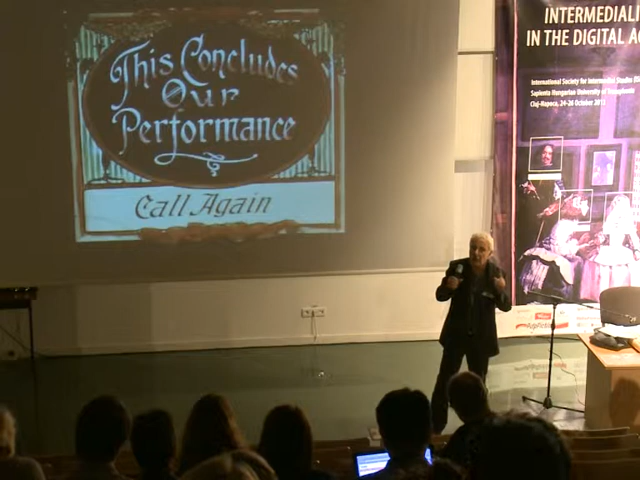 This Concludes
Our
Performance
Call Again
INTERMEDIALI
IN THE DIGITAL A
International Society for Intermedial Studies
Sapientia Hungarian University of Transylvania
Cluj-Napoca, 24-26 October 2013